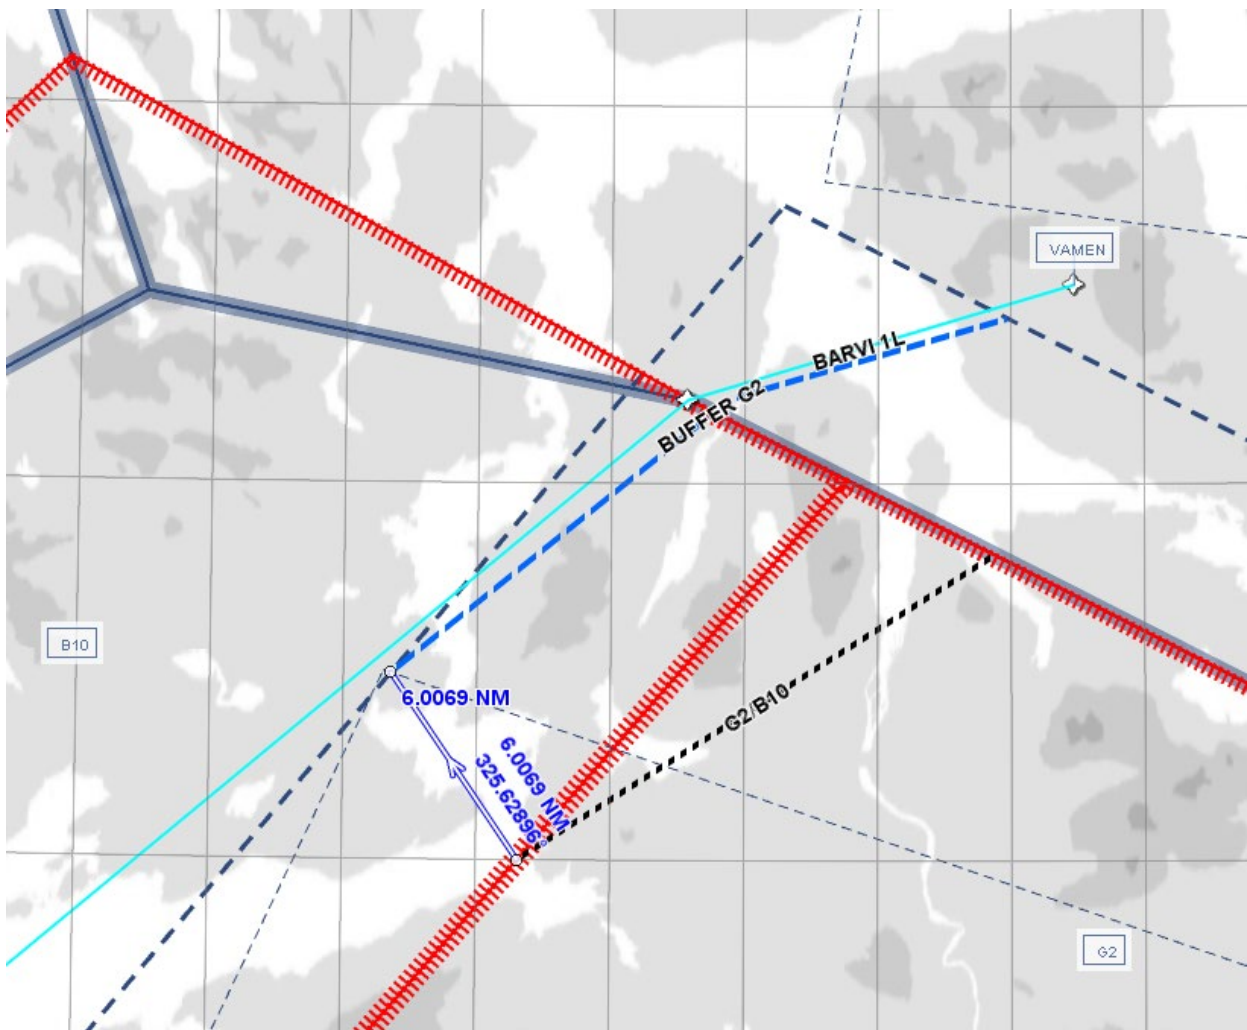 VAMEN
BARVI 1L
BUFFER G2
B10
6.0069 NM
G2/B10
6.0069 NM
325.62896°
G2